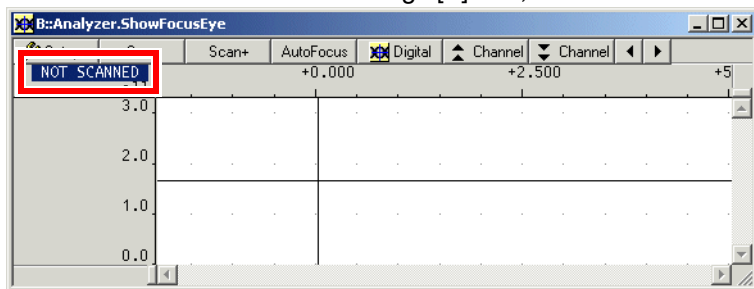 B::Analyzer.ShowFocusEye
Scan+ AutoFocus Digital Channel Channel
NOT SCANNED +0.000 +2.500 +5
3.0
2.0
1.0
0.0